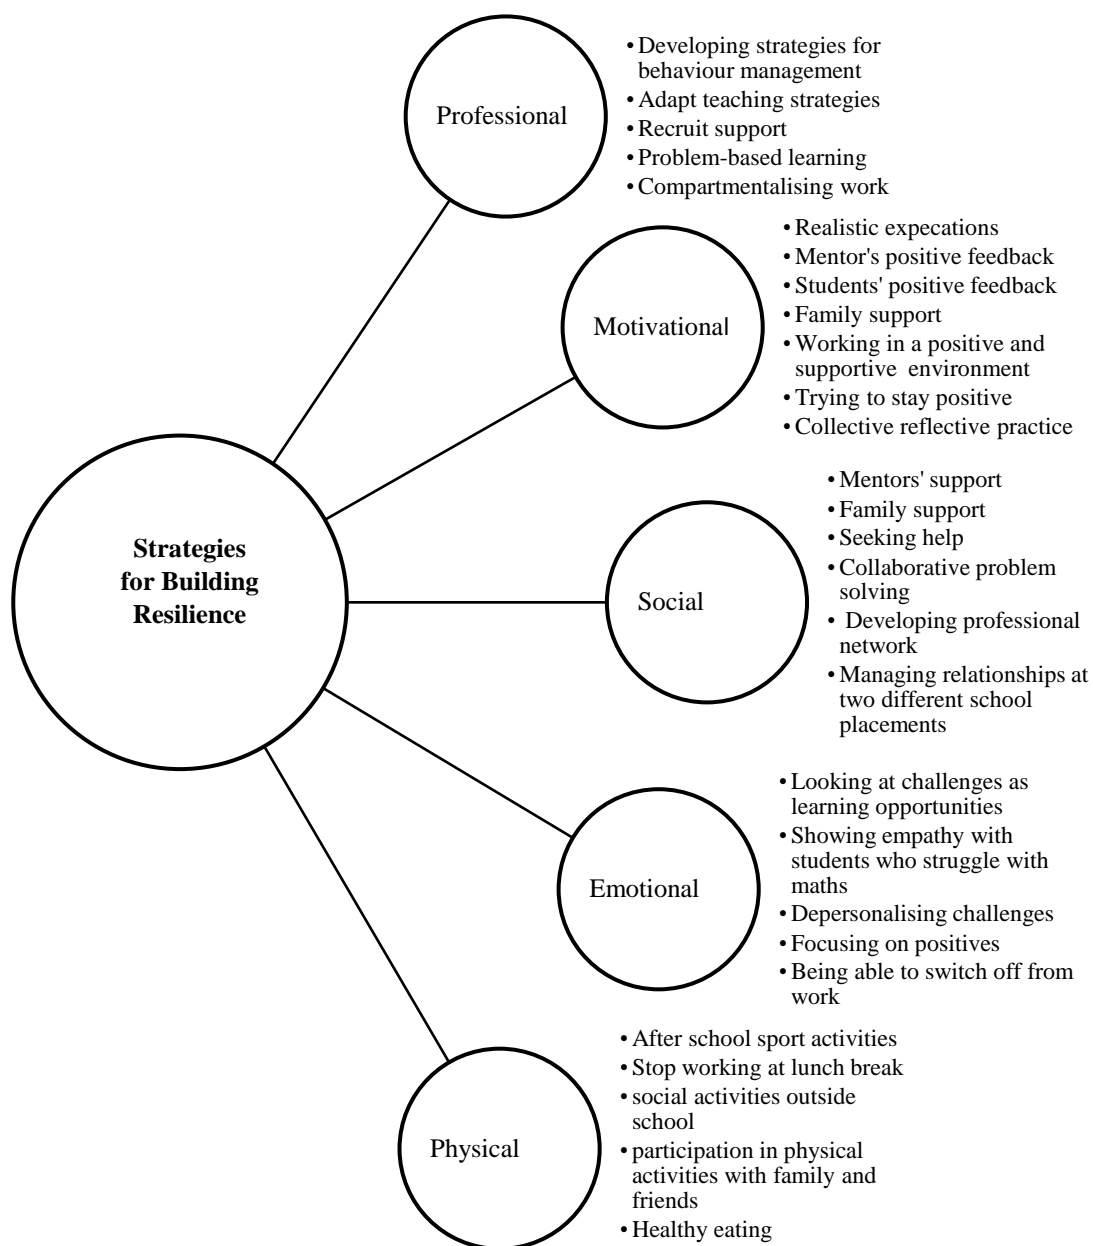 Professional
• Developing strategies for
behaviour management
• Adapt teaching strategies
• Recruit support
• Problem-based learning
• Compartmentalising work
Motivational
• Realistic expecations
• Mentor's positive feedback
• Students' positive feedback
• Family support
• Working in a positive and
supportive environment
• Trying to stay positive
• Collective reflective practice
Strategies
for Building
Resilience
Social
• Mentors' support
• Family support
• Seeking help
• Collaborative problem
solving
• Developing professional
network
• Managing relationships at
two different school
placements
Emotional
• Looking at challenges as
learning opportunities
• Showing empathy with
students who struggle with
maths
• Depersonalising challenges
• Focusing on positives
• Being able to switch off from
work
Physical
• After school sport activities
• Stop working at lunch break
• social activities outside
school
• participation in physical
activities with family and
friends
• Healthy eating